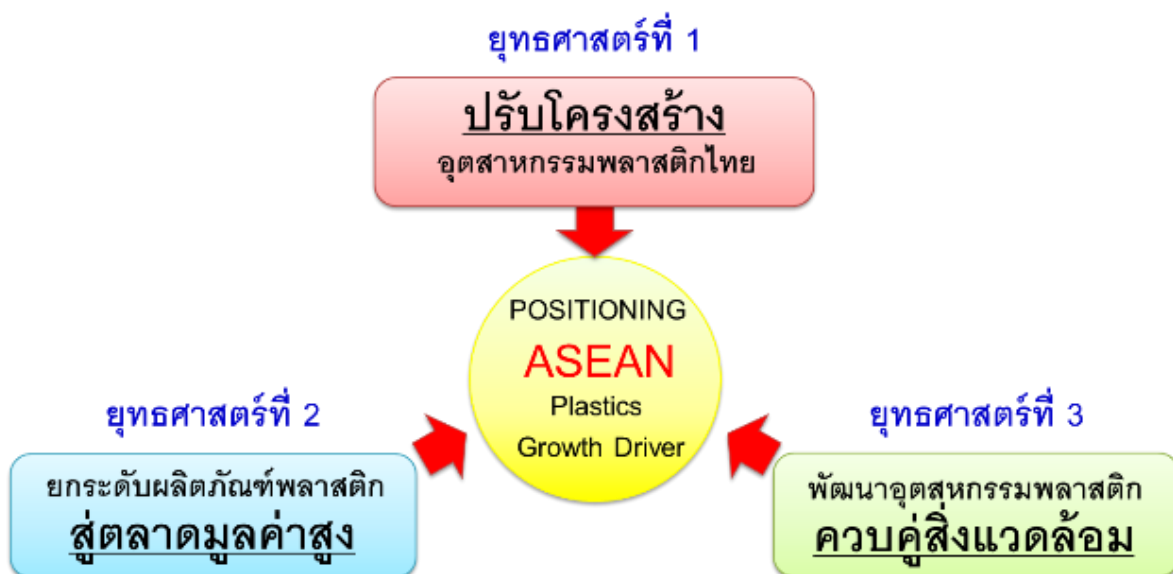 ยุทธศาสตร์ที่ 1
ปรับโครงสร้าง
อุตสาหกรรมพลาสติกไทย
POSITIONING
ASEAN
Plastics
Growth Driver
ยุทธศาสตร์ที่ 2
ยกระดับผลิตภัณฑ์พลาสติก
สู่ตลาดมูลค่าสูง
ยุทธศาสตร์ที่ 3
พัฒนาอุตสหกรรมพลาสติก
ควบคู่สิ่งแวดล้อม